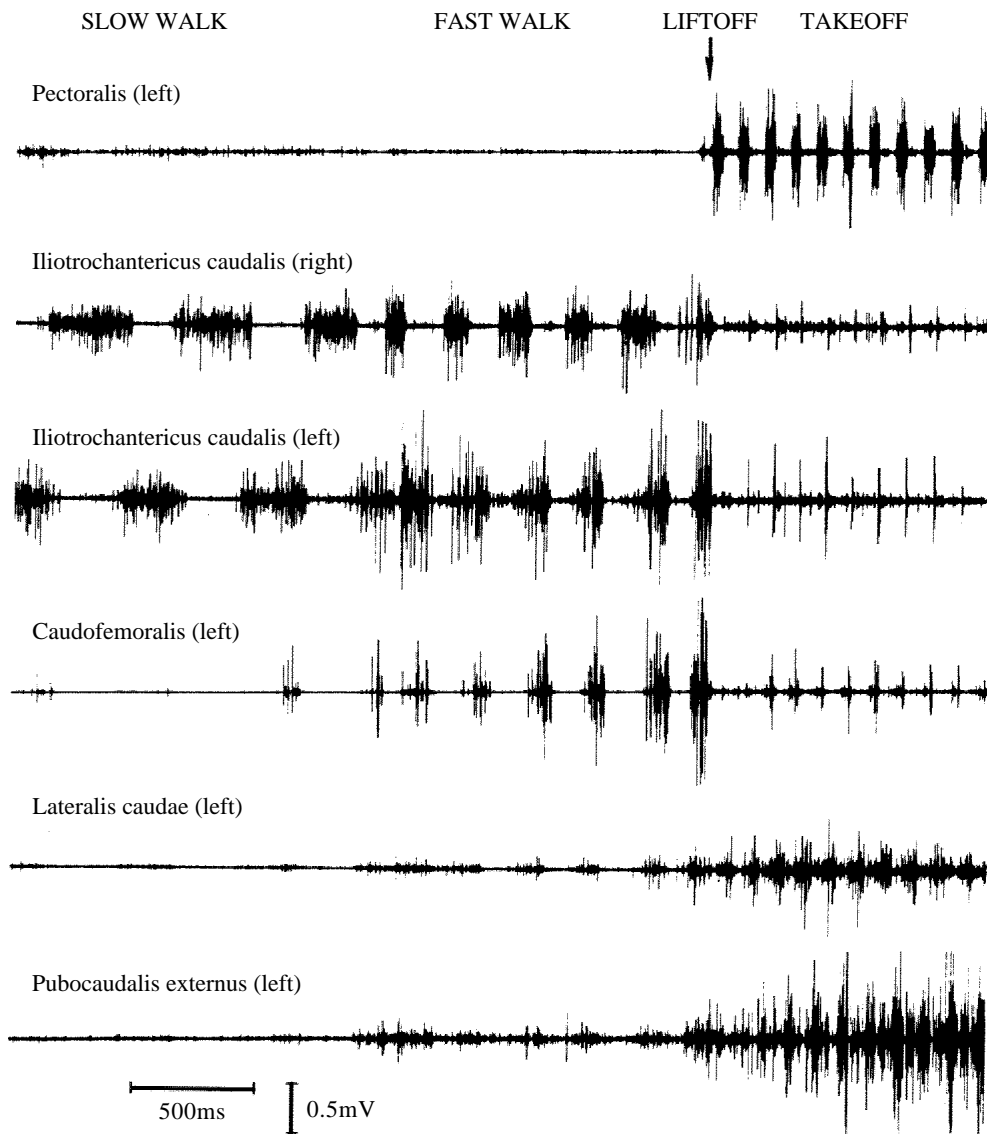 SLOW WALK FAST WALK LIFTOFF TAKEOFF
Pectoralis (left)
Iliotrochantericus caudalis (right)
Iliotrochantericus caudalis (left)
Caudofemoralis (left)
Lateralis caudae (left)
Pubocaudalis externus (left)
500ms 0.5mV